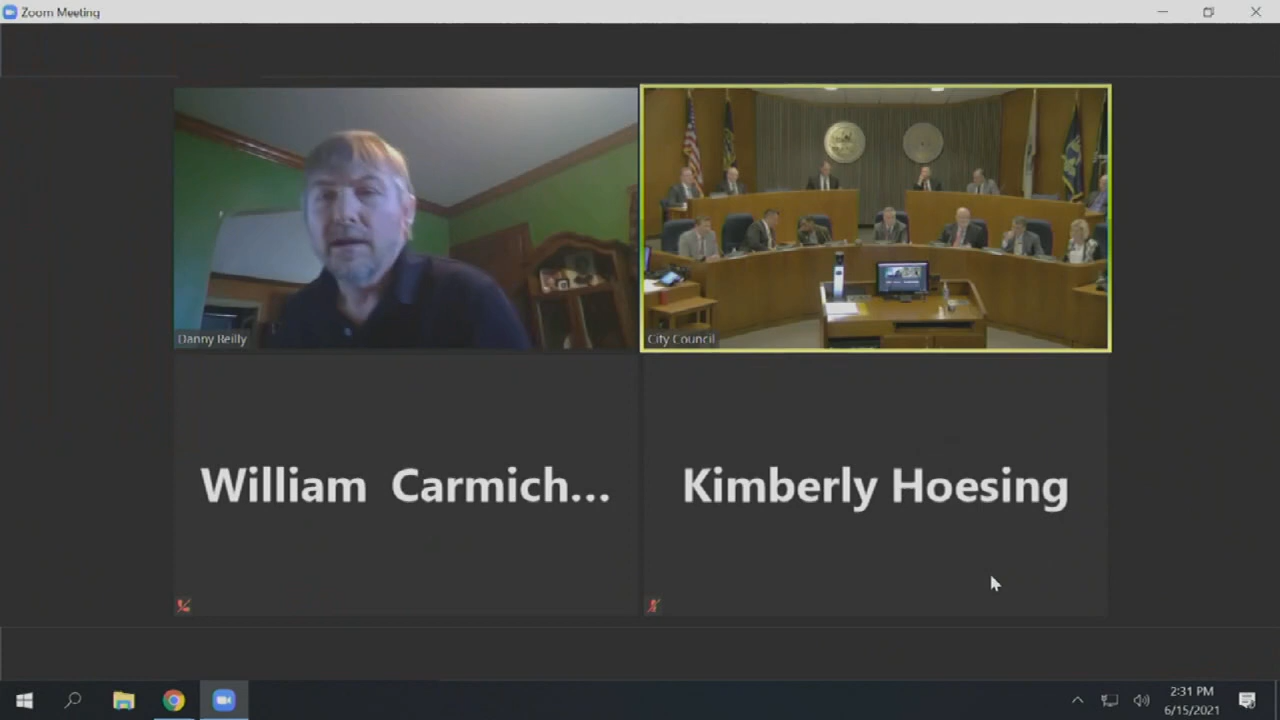 Zoom Meeting
Danny Reilly
City Council
William Carmich...
Kimberly Hoesing
2:31 PM
6/15/2021